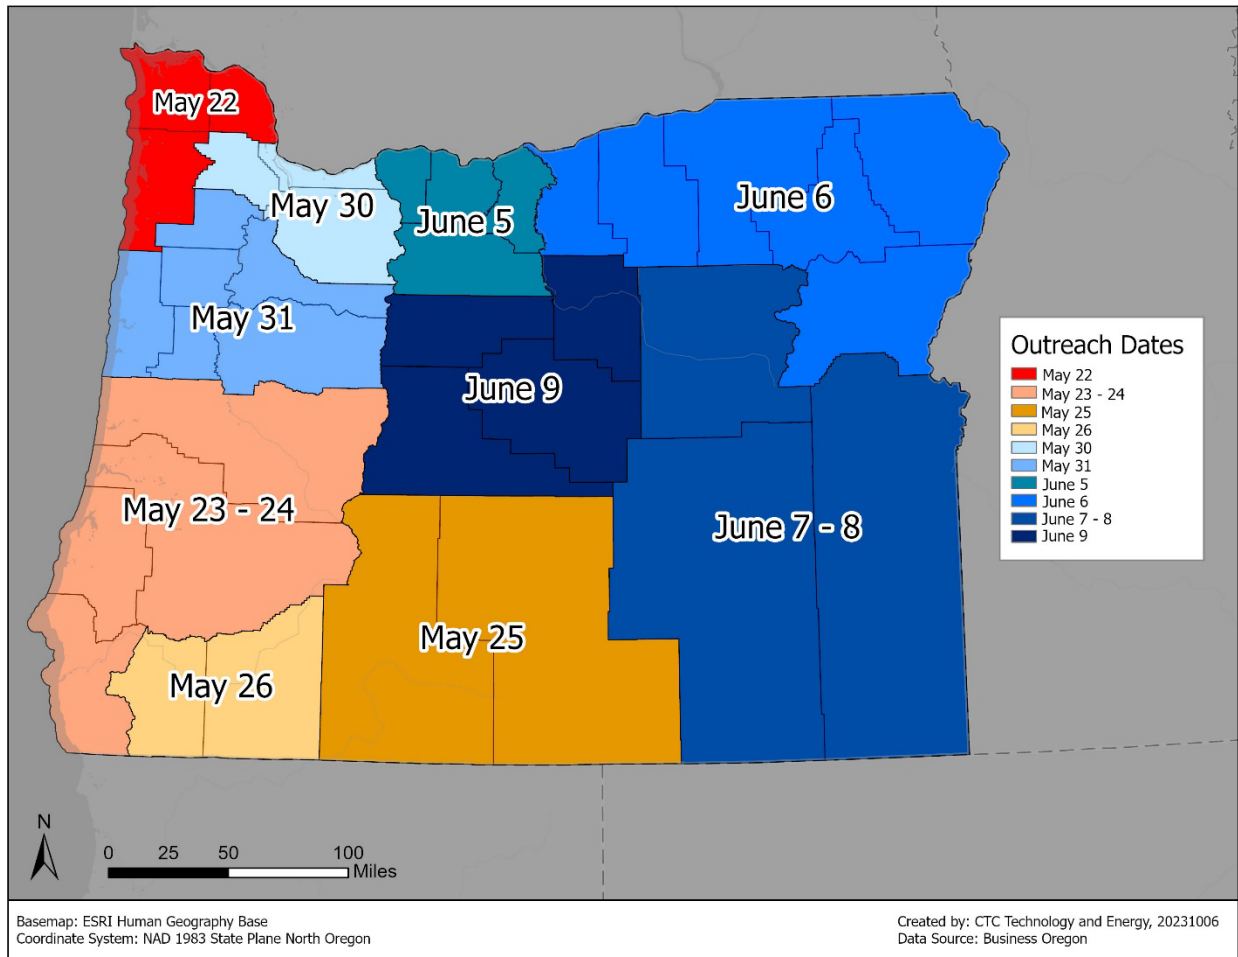 May 22
May 30
June 5
June 6
May 31
June 9
May 23 - 24
June 7 - 8
May 25
May 26
Outreach Dates
May 22
May 23 - 24
May 25
May 26
May 30
May 31
June 5
June 6
June 7 - 8
June 9
N
0 25 50 100
Miles
Basemap: ESRI Human Geography Base
Coordinate System: NAD 1983 State Plane North Oregon
Created by: CTC Technology and Energy, 20231006
Data Source: Business Oregon